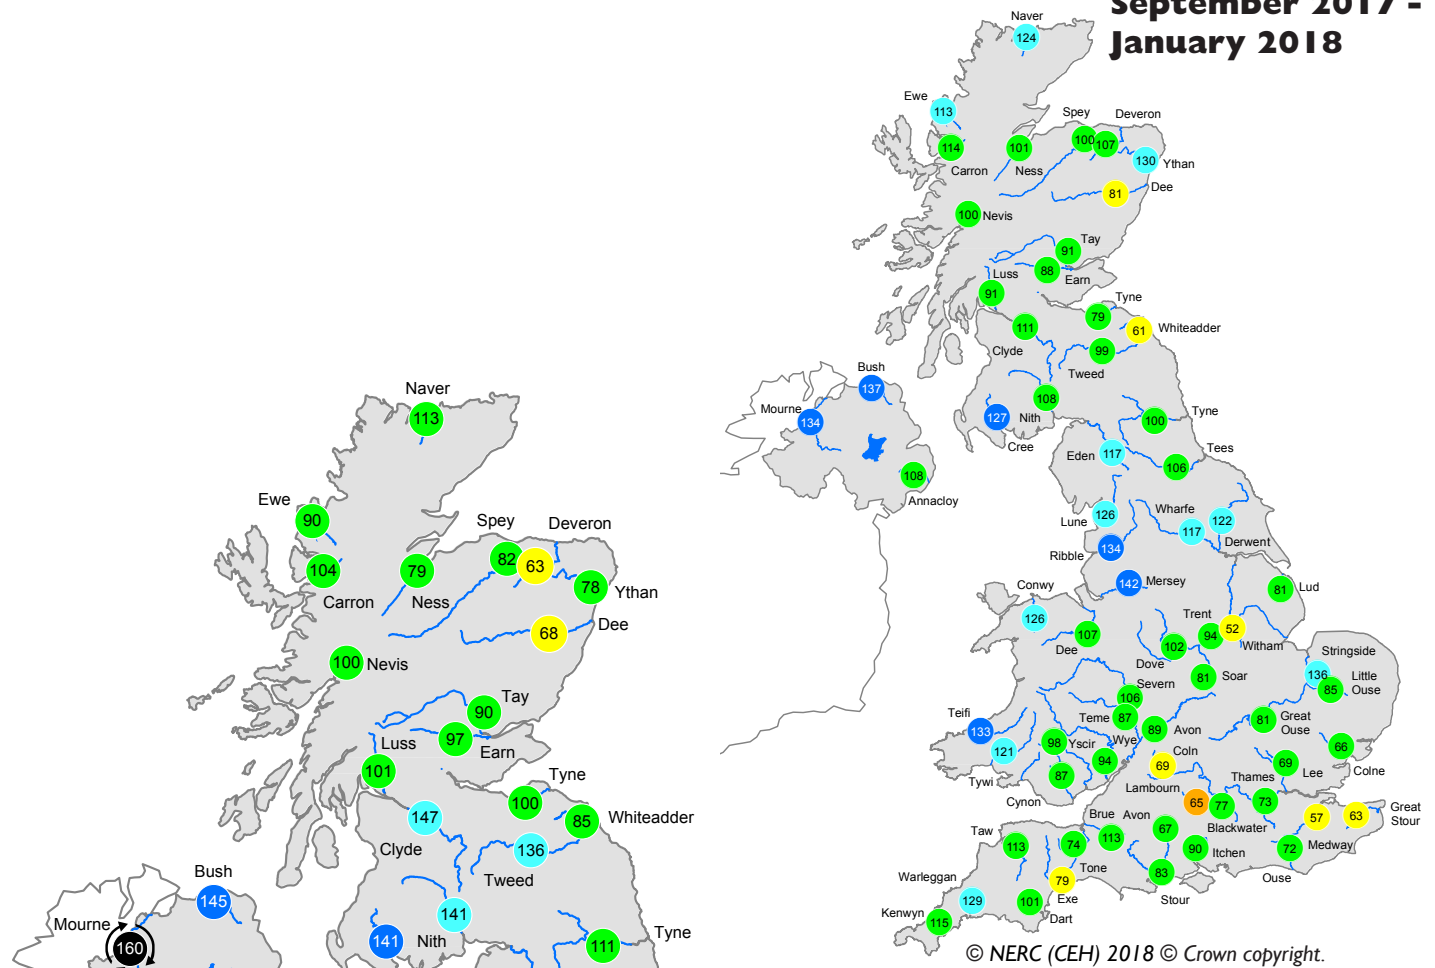 September 2017 -
January 2018
Naver
124
Ewe
113
Spey
Deveron
114
101
100
107
130
Ythan
Carron
Ness
81
Dee
100
Nevis
91
Tay
88
Luss
Earn
91
Tyne
79
61
Whiteadder
111
Clyde
99
Tweed
Bush
137
Mourne
134
108
127
Nith
Cree
108
Annacloy
100
Tyne
Eden
117
Tees
106
Lune
126
Wharfe
117
122
Derwent
Ribble
134
142
Mersey
Conwy
126
81
Lud
107
Dee
Trent
94
52
Witham
102
Dove
81
Soar
Stringside
136
Little
Ouse
85
Severn
106
Teme
87
Teifi
133
121
Tywi
98
Yscir
Wye
94
89
Avon
81
Great
Ouse
66
Colne
Coln
69
87
Cynon
69
Lee
Thames
73
Lambourn
65
77
Blackwater
57
63
Great
Stour
Medway
72
Ouse
Brue
113
Avon
67
90
Itchen
83
Stour
Taw
113
74
Tone
79
Exe
Warleggan
129
101
Dart
Kenwyn
115
© NERC (CEH) 2018 © Crown copyright.
Naver
113
Ewe
90
Spey
Deveron
104
79
82
63
78
Ythan
Carron
Ness
68
Dee
100
Nevis
90
Tay
97
Luss
Earn
101
Tyne
100
85
Whiteadder
147
Clyde
136
Tweed
Bush
145
Mourne
160
141
141
Nith
111
Tyne